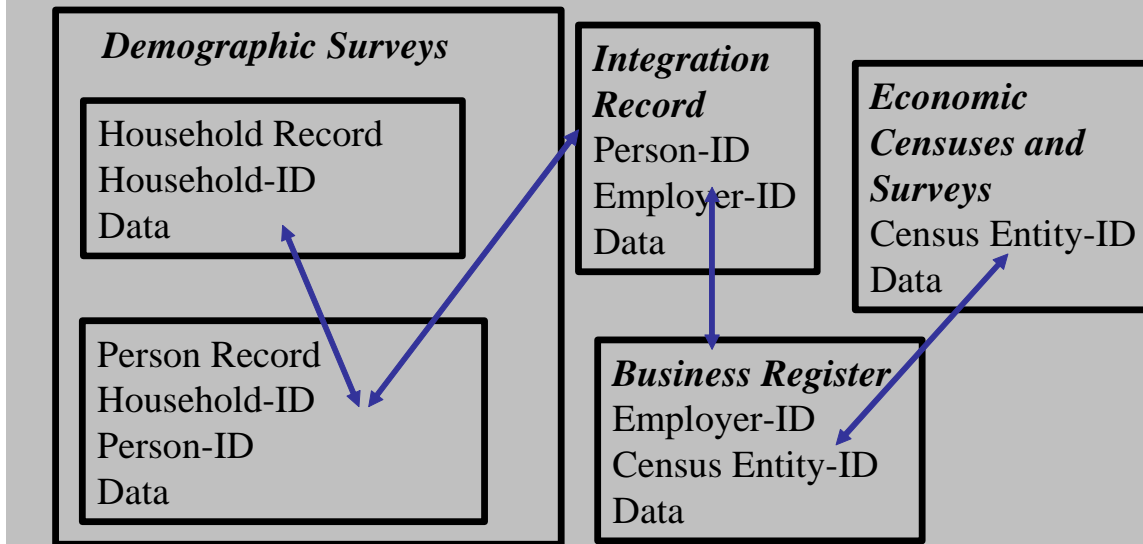 Demographic Surveys
Household Record
Household-ID
Data
Person Record
Household-ID
Person-ID
Data
Integration
Record
Person-ID
Employer-ID
Data
Business Register
Employer-ID
Census Entity-ID
Data
Economic
Censuses and
Surveys
Census Entity-ID
Data